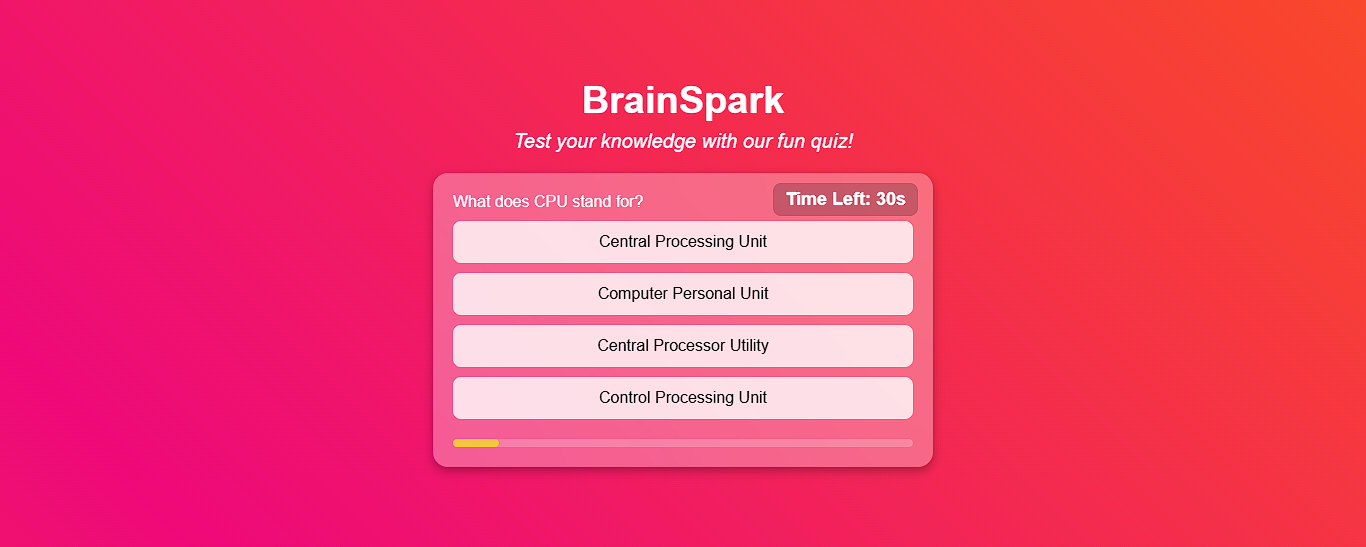 BrainSpark
Test your knowledge with our fun quiz!
What does CPU stand for?
Time Left: 30s
Central Processing Unit
Computer Personal Unit
Central Processor Utility
Control Processing Unit